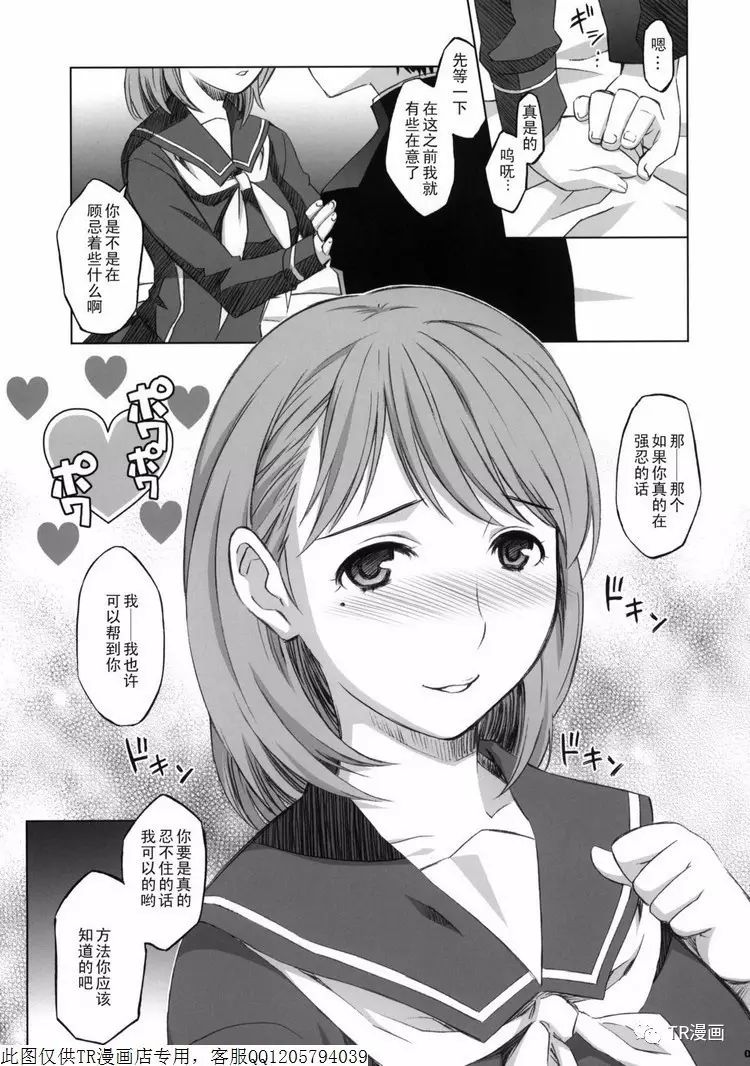 嗯…
ギシ…
真是的
呜呒…
先等一下
在这之前我就
有些在意了
你是不是在
顾忌着些什么啊
那——那个
如果你真的在
强忍的话
ポワポワ
ポワ
ドキン
我——我也许
可以帮到你
ドキン
你要是真的
忍不住的话
我可以的哟
方法你应该
知道的吧
TR漫画
此图仅供TR漫画店专用，客服QQ1205794039